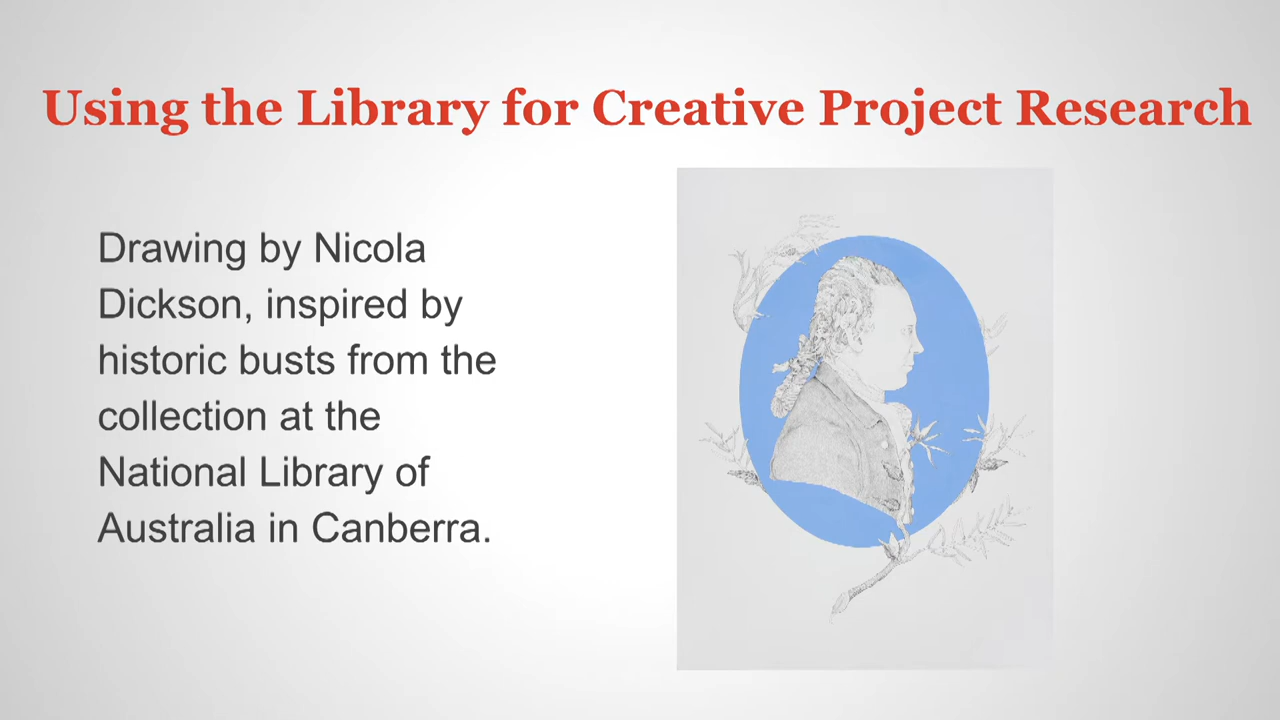 Using the Library for Creative Project Research
Drawing by Nicola
Dickson, inspired by
historic busts from the
collection at the
National Library of
Australia in Canberra.